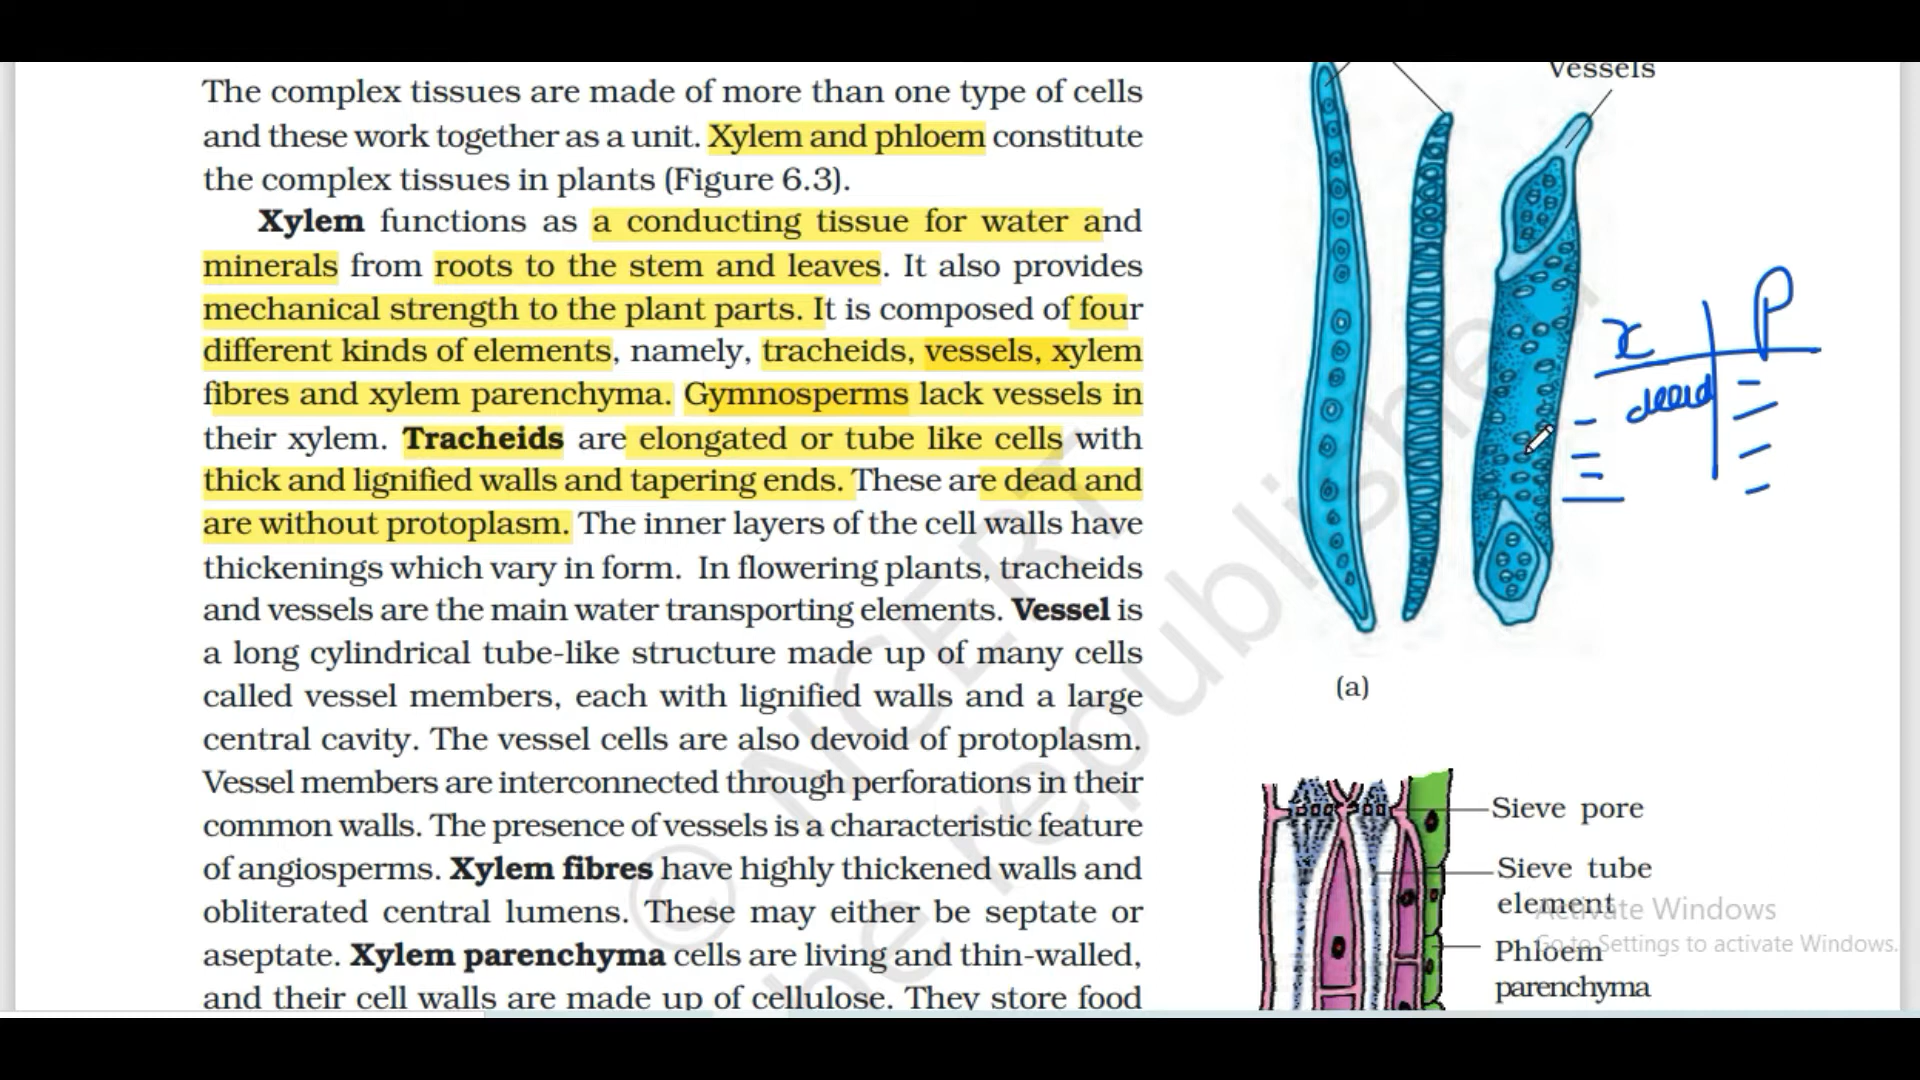 The complex tissues are made of more than one type of cells
and these work together as a unit. Xylem and phloem constitute
the complex tissues in plants (Figure 6.3).
Xylem functions as a conducting tissue for water and
minerals from roots to the stem and leaves. It also provides
mechanical strength to the plant parts. It is composed of four
different kinds of elements, namely, tracheids, vessels, xylem
fibres and xylem parenchyma. Gymnosperms lack vessels in
their xylem. Tracheids are elongated or tube like cells with
thick and lignified walls and tapering ends. These are dead and
are without protoplasm. The inner layers of the cell walls have
thickenings which vary in form. In flowering plants, tracheids
and vessels are the main water transporting elements. Vessel is
a long cylindrical tube-like structure made up of many cells
called vessel members, each with lignified walls and a large
central cavity. The vessel cells are also devoid of protoplasm.
Vessel members are interconnected through perforations in their
common walls. The presence of vessels is a characteristic feature
of angiosperms. Xylem fibres have highly thickened walls and
obliterated central lumens. These may either be septate or
aseptate. Xylem parenchyma cells are living and thin-walled,
and their cell walls are made up of cellulose. They store food
Vessels
x P
dead
(a)
Sieve pore
Sieve tube
element
Phloem
parenchyma
Activate Windows
Go to Settings to activate Windows.
© NCERT
he republishe